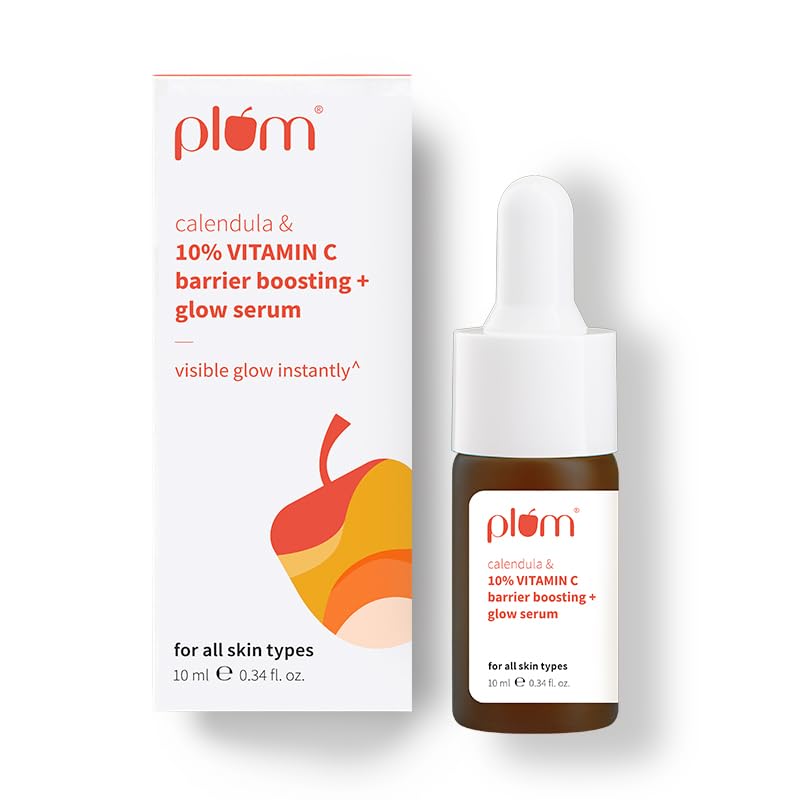 plum®
calendula &
10% VITAMIN C
barrier boosting +
glow serum
visible glow instantly^
for all skin types
10 ml ℮ 0.34 fl. oz.
plum®
calendula &
10% VITAMIN C
barrier boosting +
glow serum
for all skin types
10 ml ℮ 0.34 fl. oz.